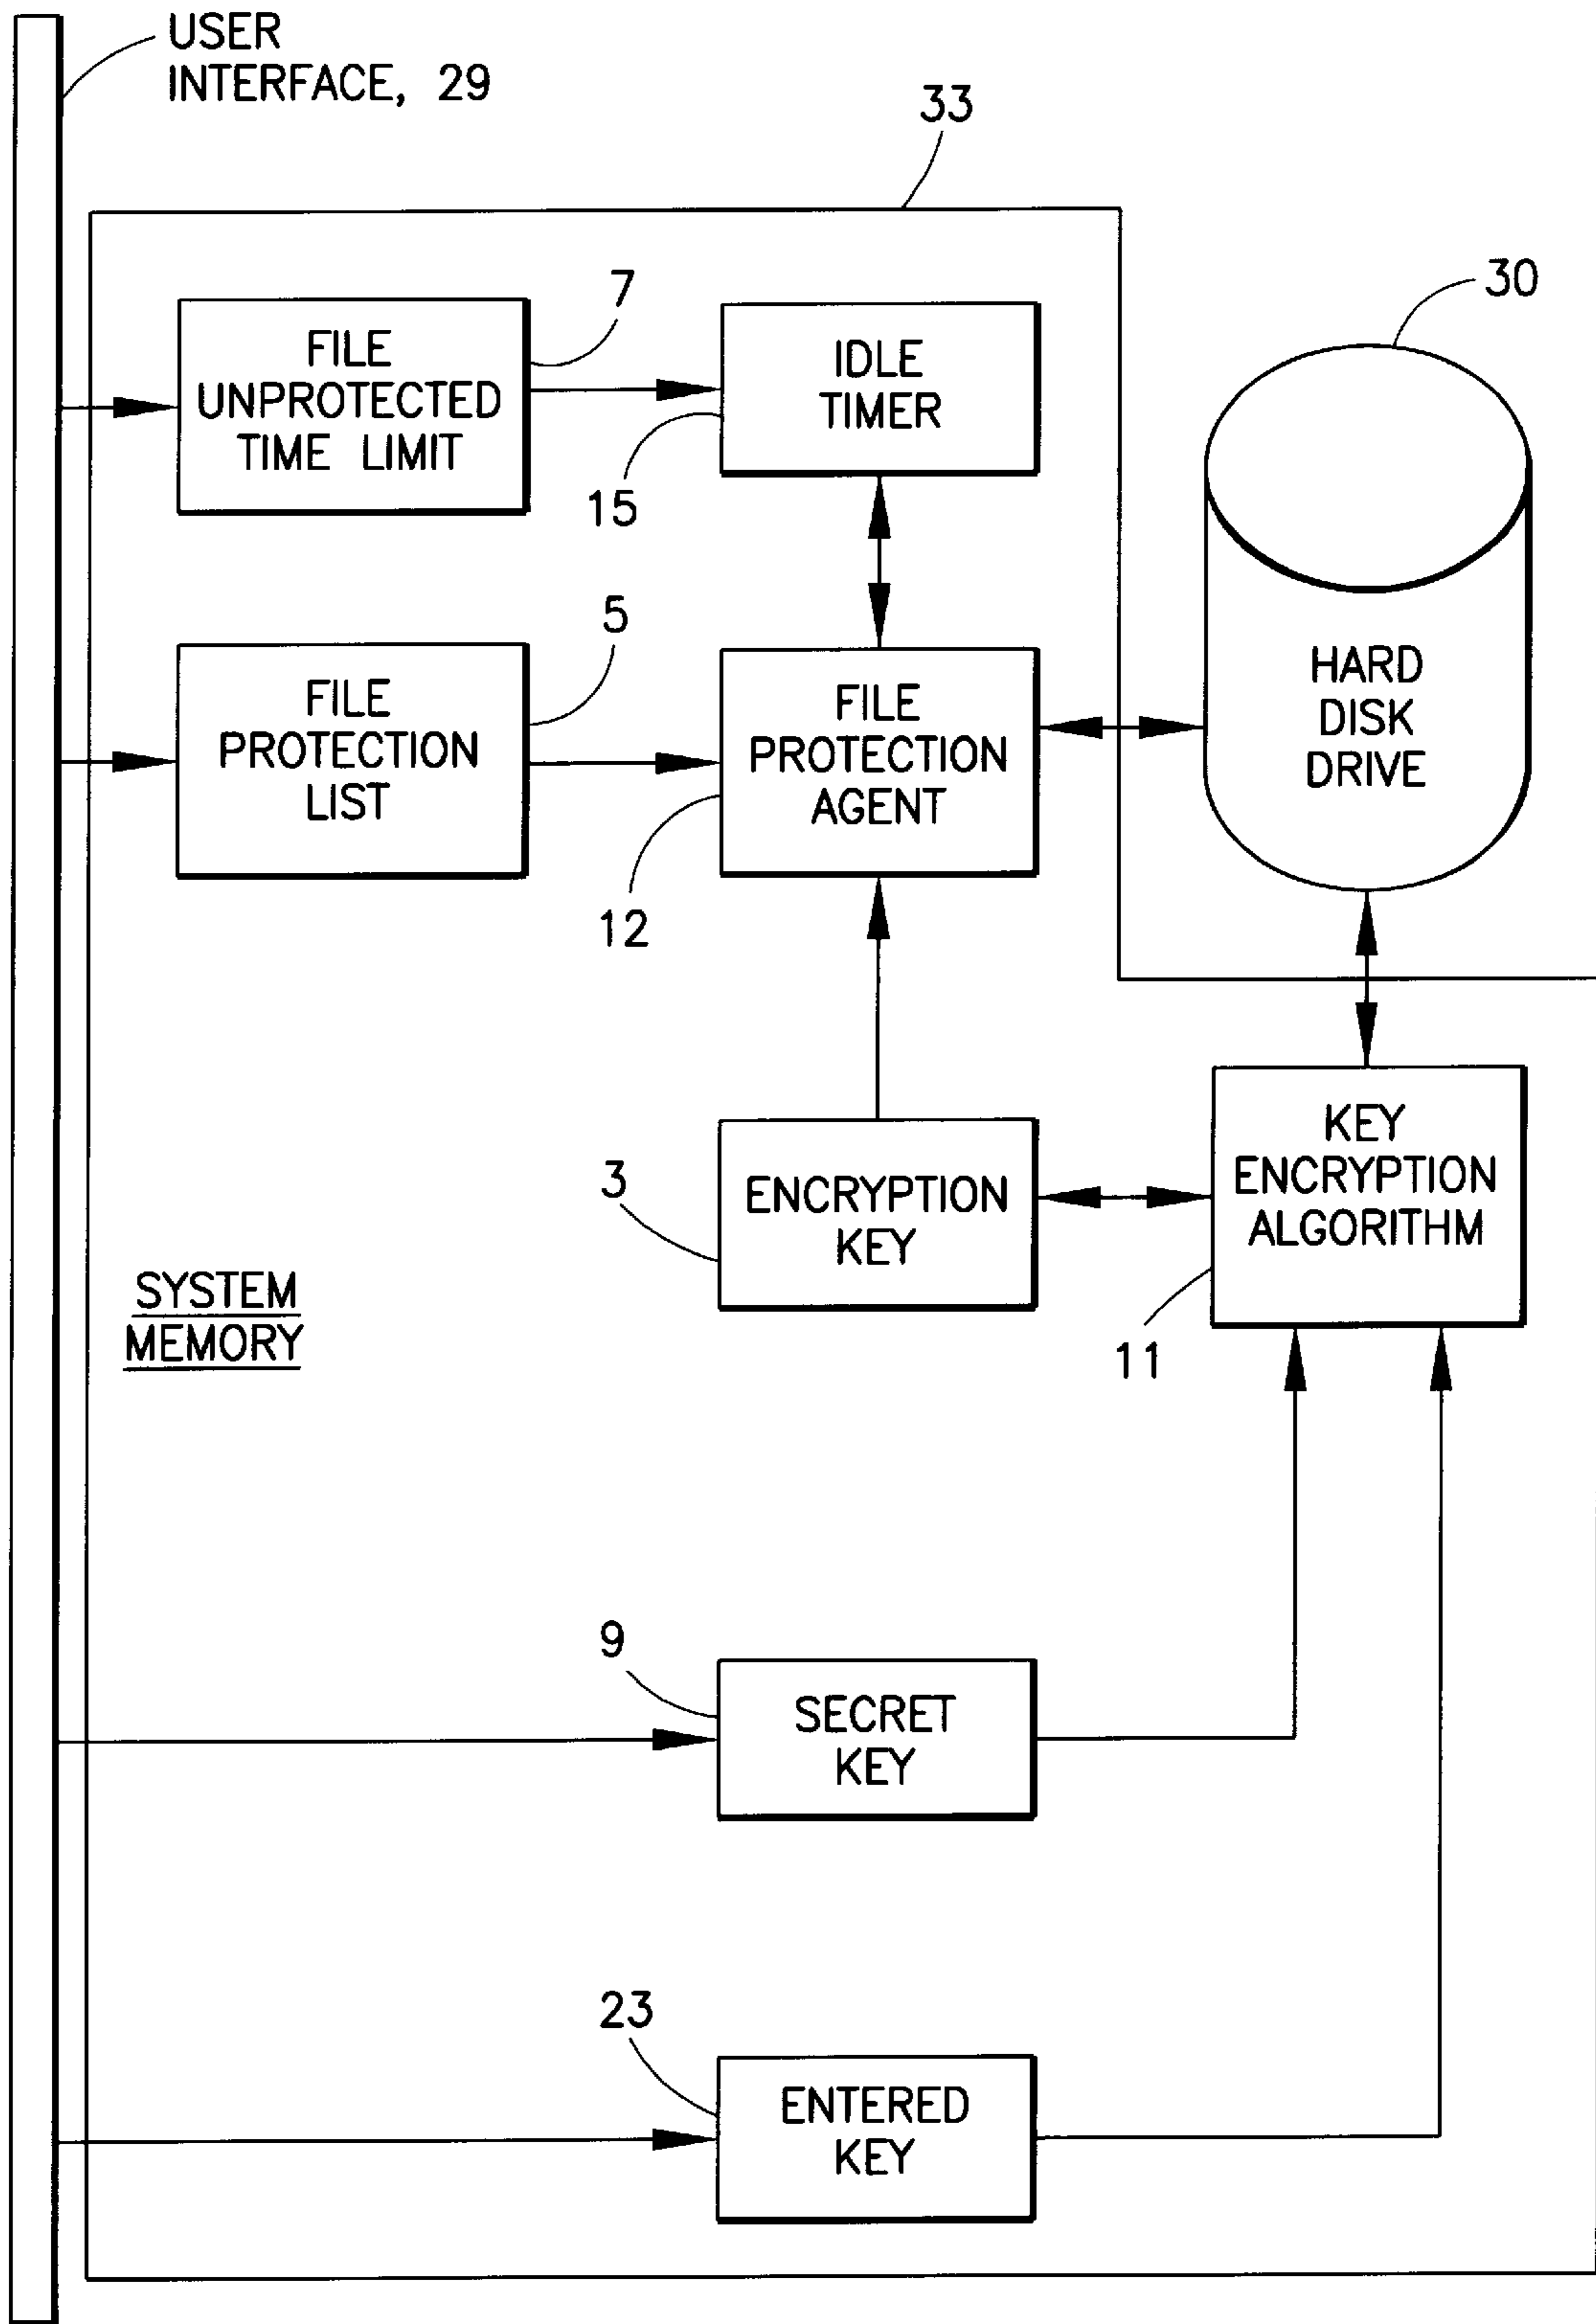 USER
INTERFACE, 29
33
7
FILE
UNPROTECTED
TIME LIMIT
IDLE
TIMER
15
30
5
FILE
PROTECTION
LIST
FILE
PROTECTION
AGENT
12
HARD
DISK
DRIVE
3
ENCRYPTION
KEY
KEY
ENCRYPTION
ALGORITHM
11
SYSTEM
MEMORY
9
SECRET
KEY
23
ENTERED
KEY